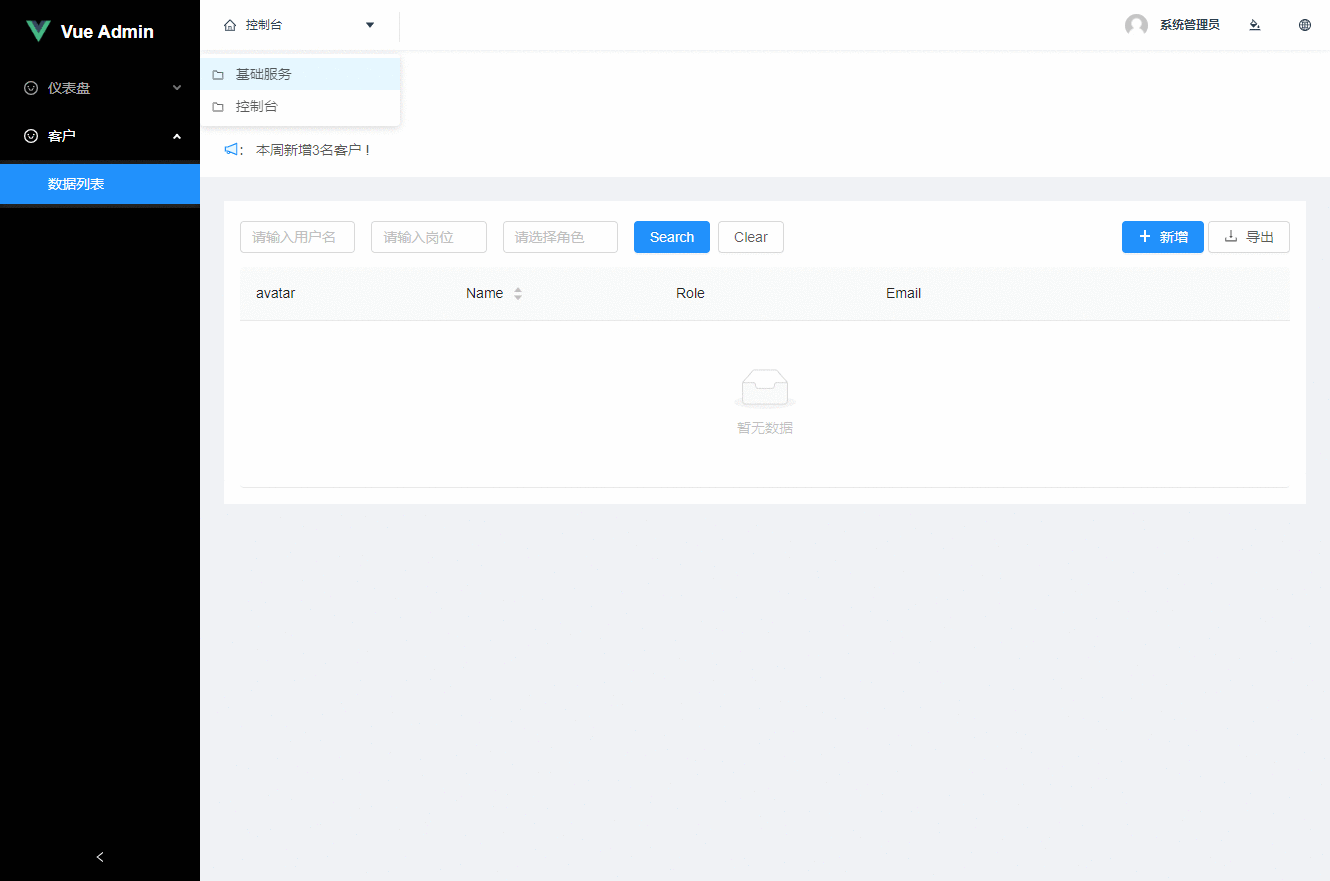 Vue Admin
仪表盘
客户
数据列表
控制台
系统管理员
基础服务
控制台
: 本周新增3名客户！
请输入用户名 请输入岗位 请选择角色 Search Clear 新增 导出
avatar Name Role Email
暂无数据